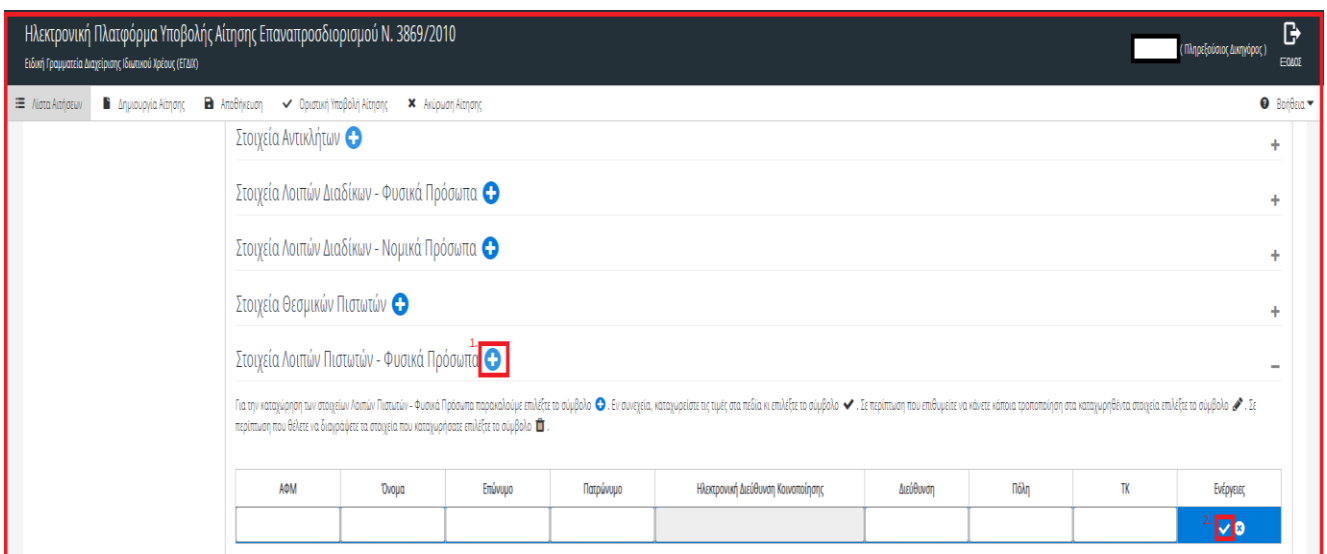 Ηλεκτρονική Πλατφόρμα Υποβολής Αίτησης Επαναπροσδιορισμού Ν. 3869/2010
Ειδική Γραμματεία Διαχείρισης Ιδιωτικού Χρέους (ΕΓΔΙΧ)
( Πληρεξούσιος Δικηγόρος )
ΕΞΟΔΟΣ
Λίστα Αιτήσεων Δημιουργία Αίτησης Αποθήκευση Οριστική Υποβολή Αίτησης Ακύρωση Αίτησης Βοήθεια
Στοιχεία Αντικλήτων
Στοιχεία Λοιπών Διαδίκων - Φυσικά Πρόσωπα
Στοιχεία Λοιπών Διαδίκων - Νομικά Πρόσωπα
Στοιχεία Θεσμικών Πιστωτών
1.
Στοιχεία Λοιπών Πιστωτών - Φυσικά Πρόσωπα
Για την καταχώρηση των στοιχείων Λοιπών Πιστωτών - Φυσικά Πρόσωπα παρακαλούμε επιλέξτε το σύμβολο . Εν συνεχεία, καταχωρείστε τις τιμές στα πεδία κι επιλέξτε το σύμβολο . Σε περίπτωση που επιθυμείτε να κάνετε κάποια τροποποίηση στα καταχωρηθέντα στοιχεία επιλέξτε το σύμβολο . Σε
περίπτωση που θέλετε να διαγράψετε τα στοιχεία που καταχωρήσατε επιλέξτε το σύμβολο .
ΑΦΜ Όνομα Επώνυμο Πατρώνυμο Ηλεκτρονική Διεύθυνση Κοινοποίησης Διεύθυνση Πόλη ΤΚ Ενέργειες
2.